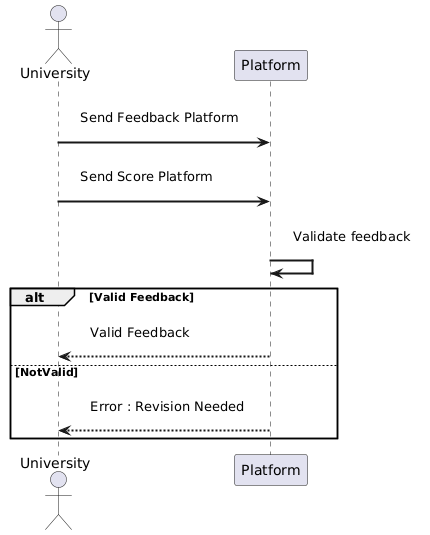 University
Platform
Send Feedback Platform
Send Score Platform
Validate feedback
alt [Valid Feedback]
Valid Feedback
[NotValid]
Error : Revision Needed
University
Platform